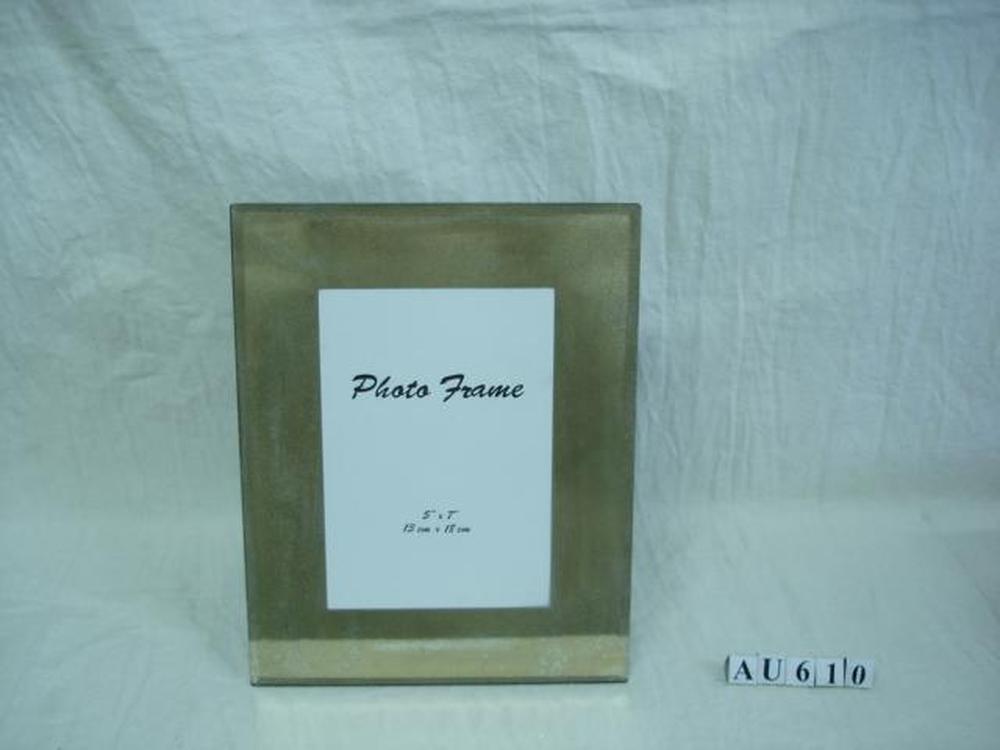 Photo Frame
5" x 7"
13 cm x 18 cm
AU610